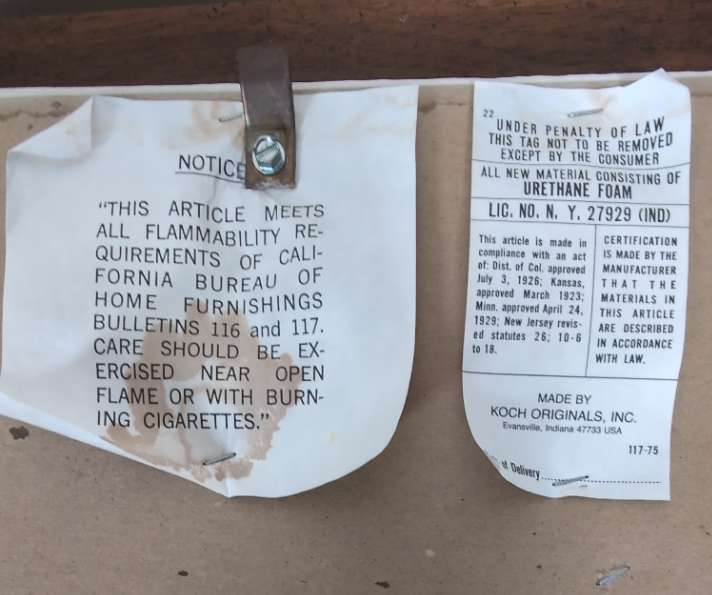 NOTICE
"THIS ARTICLE MEETS
ALL FLAMMABILITY RE-
QUIREMENTS OF CALI-
FORNIA BUREAU OF
HOME FURNISHINGS
BULLETINS 116 and 117.
CARE SHOULD BE EX-
ERCISED NEAR OPEN
FLAME OR WITH BURN-
ING CIGARETTES."
22
UNDER PENALTY OF LAW
THIS TAG NOT TO BE REMOVED
EXCEPT BY THE CONSUMER
ALL NEW MATERIAL CONSISTING OF
URETHANE FOAM
LIC. NO. N. Y. 27929 (IND)
This article is made in
compliance with an act
of: Dist. of Col. approved
July 3, 1926; Kansas,
approved March 1923;
Minn. approved April 24,
1929; New Jersey revis-
ed statutes 26; 10-6
to 18.
CERTIFICATION
IS MADE BY THE
MANUFACTURER
THAT THE
MATERIALS IN
THIS ARTICLE
ARE DESCRIBED
IN ACCORDANCE
WITH LAW.
MADE BY
KOCH ORIGINALS, INC.
Evansville, Indiana 47733 USA
117-75
of Delivery